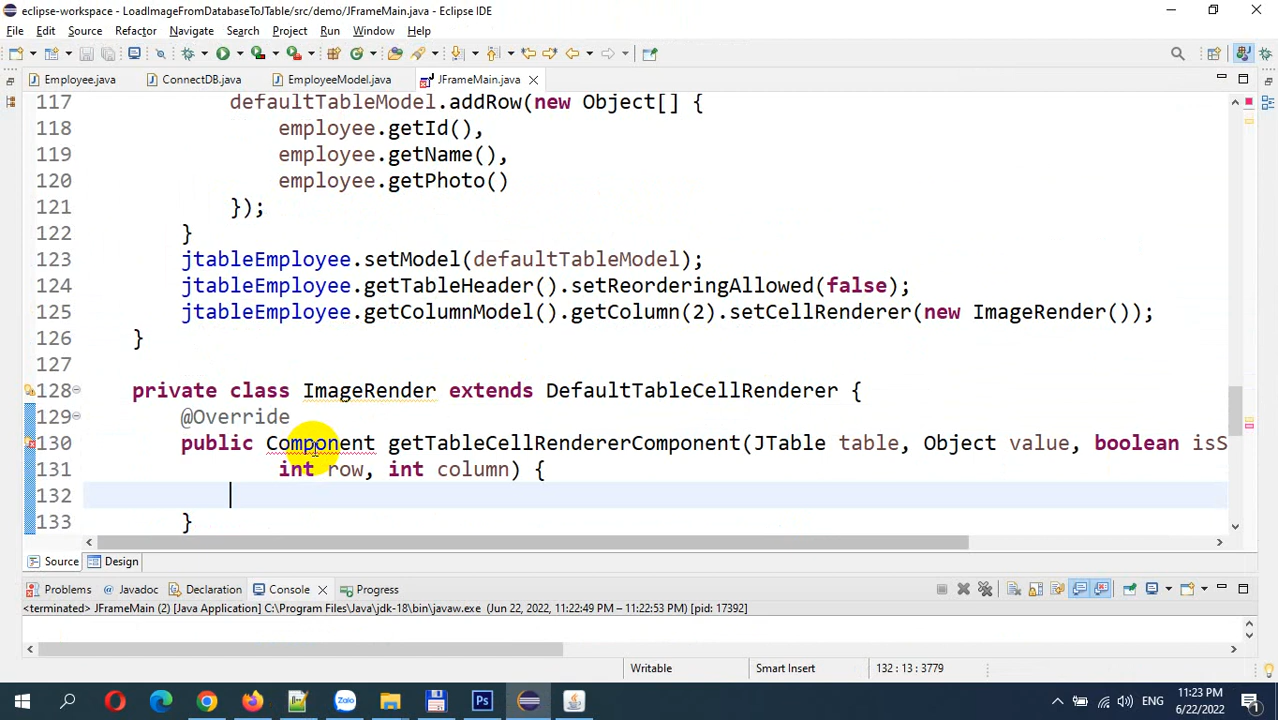 eclipse-workspace - LoadImageFromDatabaseToJTable/src/demo/JFrameMain.java - Eclipse IDE
File Edit Source Refactor Navigate Search Project Run Window Help
Employee.java ConnectDB.java EmployeeModel.java JFrameMain.java
117 defaultTableModel.addRow(new Object[] {
118 employee.getId(),
119 employee.getName(),
120 employee.getPhoto()
121 });
122 }
123 jtableEmployee.setModel(defaultTableModel);
124 jtableEmployee.getTableHeader().setReorderingAllowed(false);
125 jtableEmployee.getColumnModel().getColumn(2).setCellRenderer(new ImageRender());
126 }
127
128 private class ImageRender extends DefaultTableCellRenderer {
129 @Override
130 public Component getTableCellRendererComponent(JTable table, Object value, boolean isS
131 int row, int column) {
132
133 }
Source Design
Problems Javadoc Declaration Console Progress
<terminated> JFrameMain (2) [Java Application] C:\Program Files\Java\jdk-18\bin\javaw.exe (Jun 22, 2022, 11:22:49 PM – 11:22:53 PM) [pid: 17392]
Writable Smart Insert 132 : 13 : 3779
ENG 11:23 PM
6/22/2022